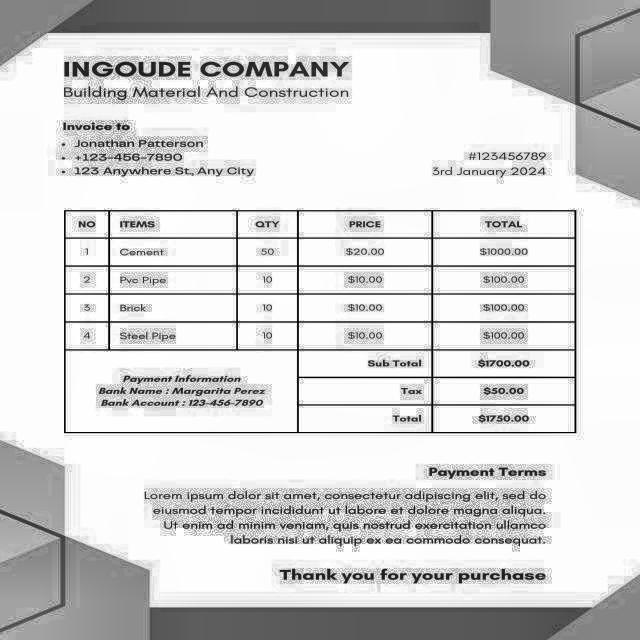 INGOUDE COMPANY
Building Material And Construction
Invoice to
• Jonathan Patterson
• +123-456-7890
• 123 Anywhere St., Any City
#123456789
3rd January 2024
NO ITEMS QTY PRICE TOTAL
1 Cement 50 $20.00 $1000.00
2 Pvc Pipe 10 $10.00 $100.00
3 Brick 10 $10.00 $100.00
4 Steel Pipe 10 $10.00 $100.00
Sub Total $1700.00
Tax $50.00
Total $1750.00
Payment Information
Bank Name : Margarita Perez
Bank Account : 123-456-7890
Payment Terms
Lorem ipsum dolor sit amet, consectetur adipiscing elit, sed do
eiusmod tempor incididunt ut labore et dolore magna aliqua.
Ut enim ad minim veniam, quis nostrud exercitation ullamco
laboris nisi ut aliquip ex ea commodo consequat.
Thank you for your purchase